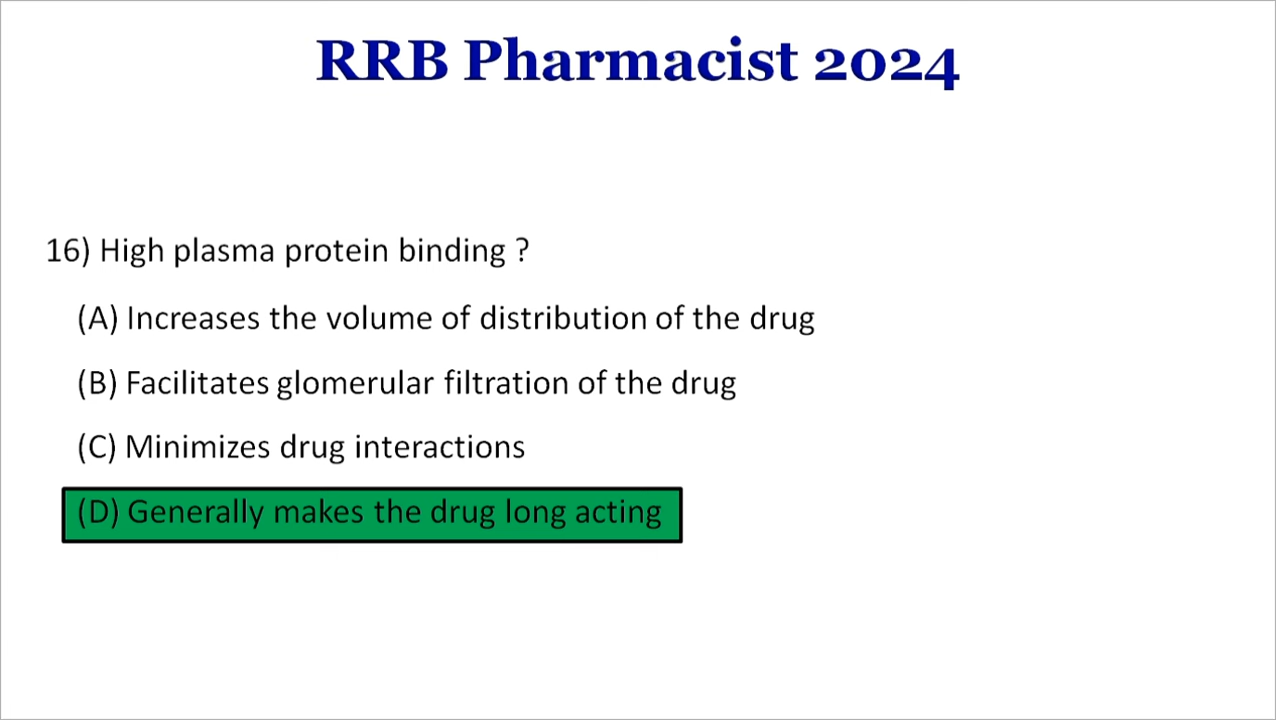 RRB Pharmacist 2024
16) High plasma protein binding ?
(A) Increases the volume of distribution of the drug
(B) Facilitates glomerular filtration of the drug
(C) Minimizes drug interactions
(D) Generally makes the drug long acting